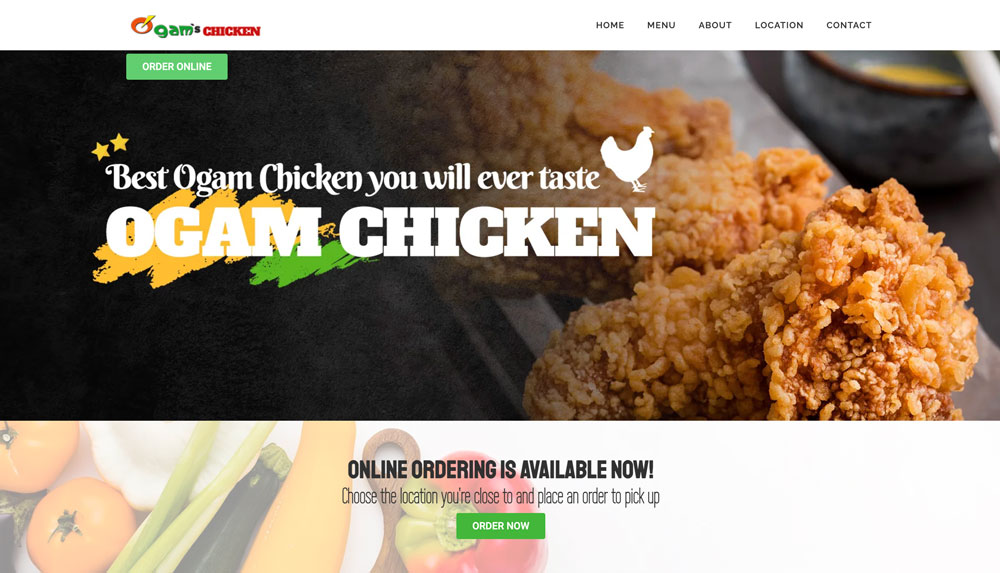 Ogam's CHICKEN
HOME MENU ABOUT LOCATION CONTACT
ORDER ONLINE
Best Ogam Chicken you will ever taste
OGAM CHICKEN
ONLINE ORDERING IS AVAILABLE NOW!
Choose the location you're close to and place an order to pick up
ORDER NOW